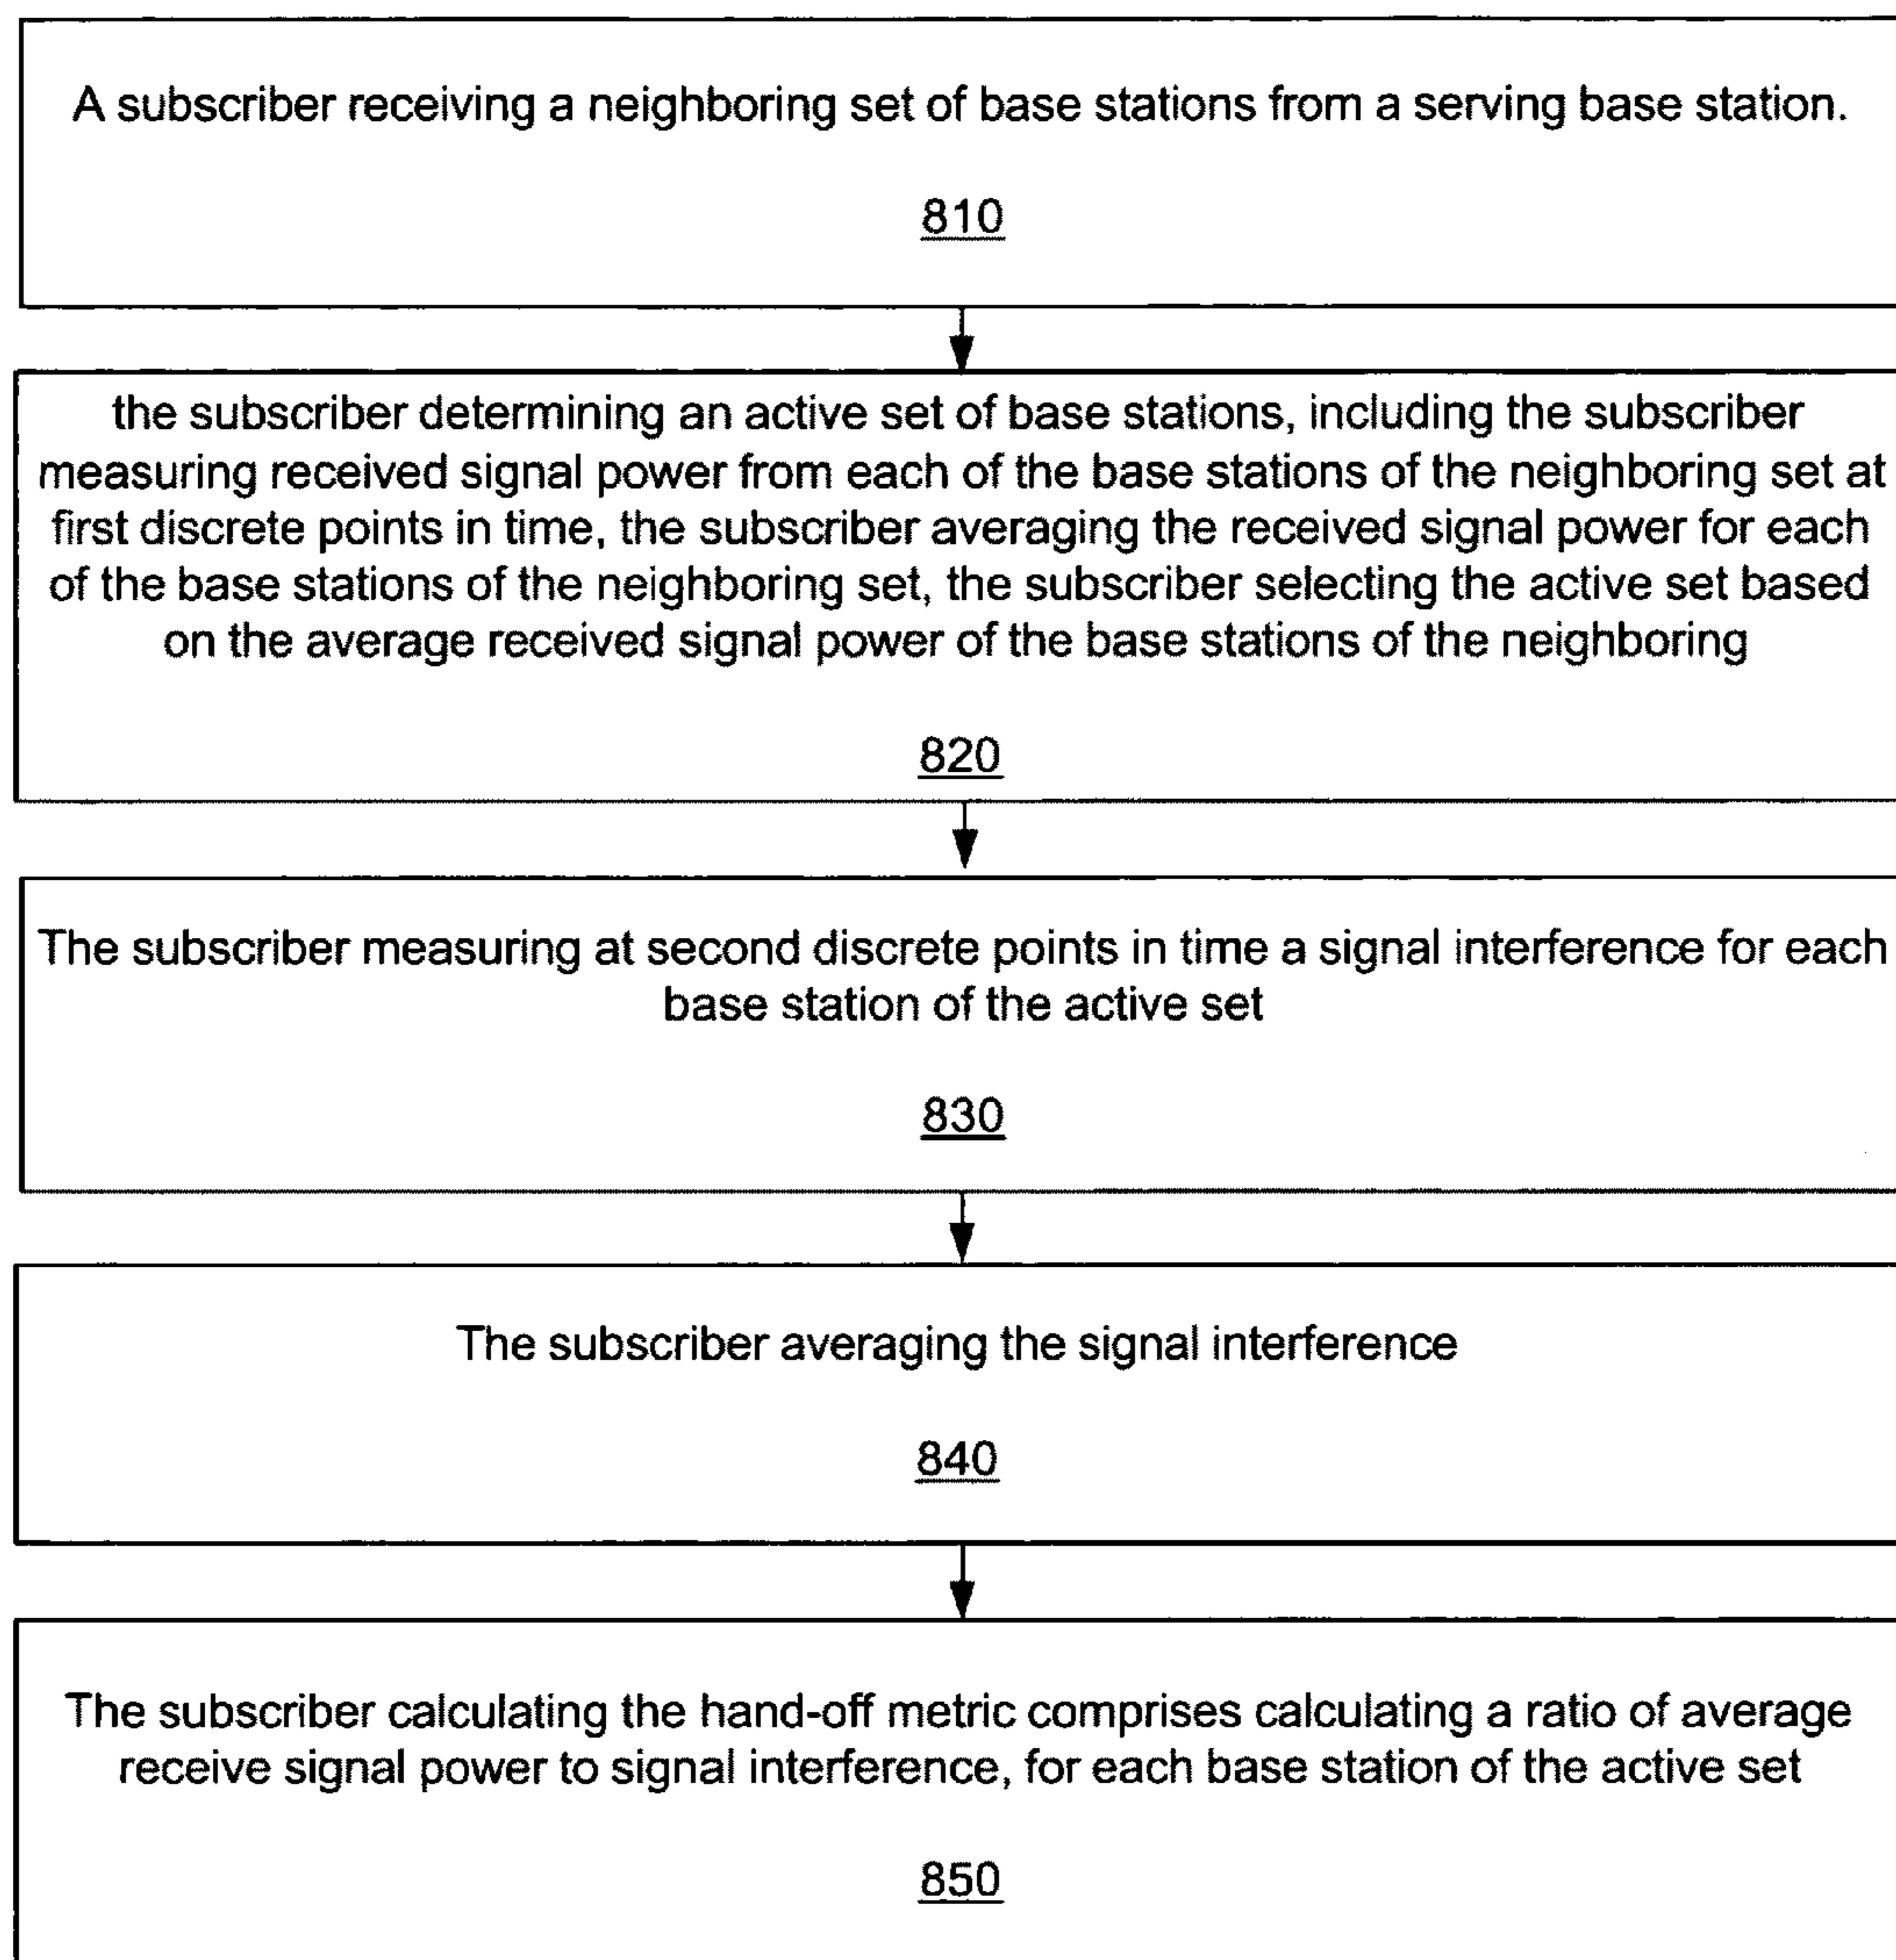 A subscriber receiving a neighboring set of base stations from a serving base station.
810
the subscriber determining an active set of base stations, including the subscriber
measuring received signal power from each of the base stations of the neighboring set at
first discrete points in time, the subscriber averaging the received signal power for each
of the base stations of the neighboring set, the subscriber selecting the active set based
on the average received signal power of the base stations of the neighboring
820
The subscriber measuring at second discrete points in time a signal interference for each
base station of the active set
830
The subscriber averaging the signal interference
840
The subscriber calculating the hand-off metric comprises calculating a ratio of average
receive signal power to signal interference, for each base station of the active set
850